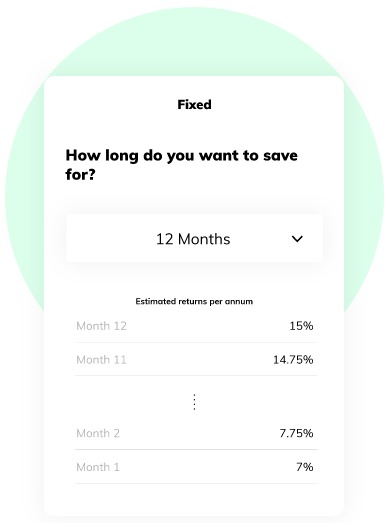 Fixed
How long do you want to save
for?
12 Months
Estimated returns per annum
Month 12 15%
Month 11 14.75%
Month 2 7.75%
Month 1 7%